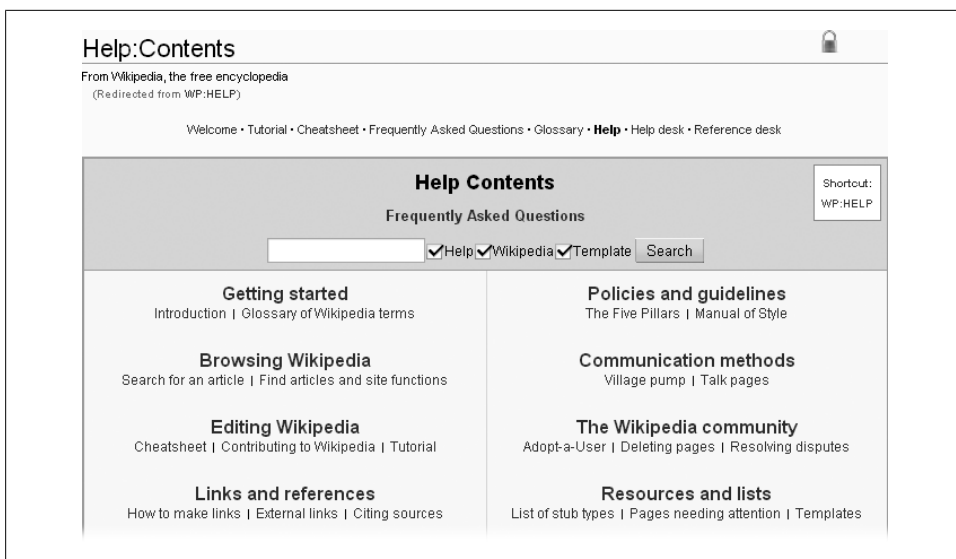 Help:Contents
From Wikipedia, the free encyclopedia
(Redirected from WP:HELP)
Welcome • Tutorial • Cheatsheet • Frequently Asked Questions • Glossary • Help • Help desk • Reference desk
Help Contents
Shortcut:
WP:HELP
Frequently Asked Questions
Help Wikipedia Template Search
Getting started
Introduction | Glossary of Wikipedia terms
Browsing Wikipedia
Search for an article | Find articles and site functions
Editing Wikipedia
Cheatsheet | Contributing to Wikipedia | Tutorial
Links and references
How to make links | External links | Citing sources
Policies and guidelines
The Five Pillars | Manual of Style
Communication methods
Village pump | Talk pages
The Wikipedia community
Adopt-a-User | Deleting pages | Resolving disputes
Resources and lists
List of stub types | Pages needing attention | Templates